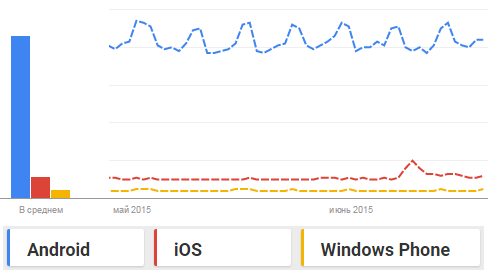 В среднем май 2015 июнь 2015
Android iOS Windows Phone